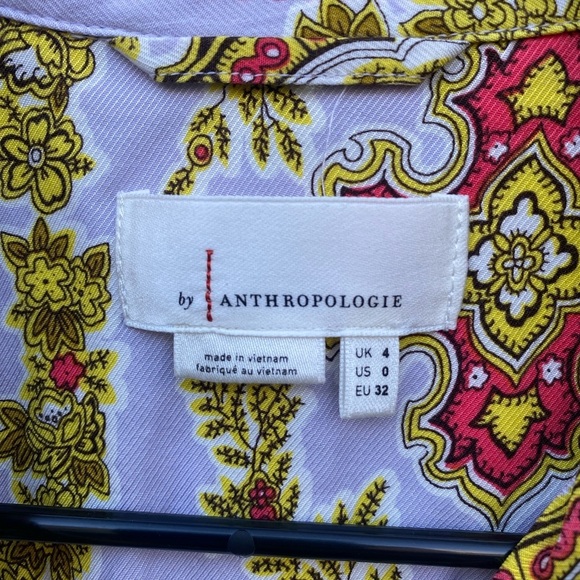 by ANTHROPOLOGIE
made in vietnam
fabriqué au vietnam
UK 4
US 0
EU 32